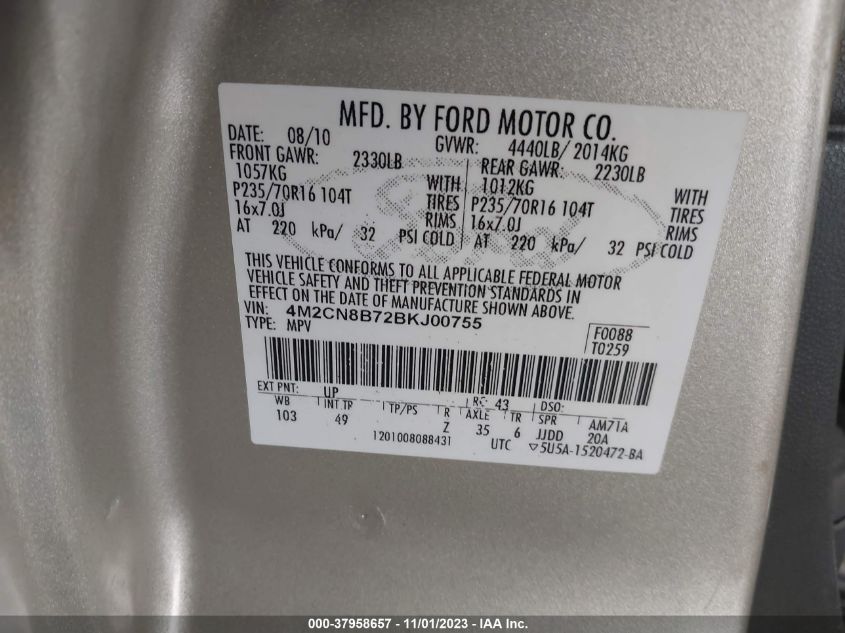 MFD. BY FORD MOTOR CO.
DATE: 08/10 GVWR: 4440LB/ 2014KG
FRONT GAWR: 2330LB REAR GAWR: 2230LB
1057KG WITH 1012KG WITH
P235/70R16 104T TIRES P235/70R16 104T TIRES
16x7.0J RIMS 16x7.0J RIMS
AT 220 kPa/ 32 PSI COLD AT 220 kPa/ 32 PSI COLD
THIS VEHICLE CONFORMS TO ALL APPLICABLE FEDERAL MOTOR
VEHICLE SAFETY AND THEFT PREVENTION STANDARDS IN
EFFECT ON THE DATE OF MANUFACTURE SHOWN ABOVE.
VIN: 4M2CN8B72BKJ00755
TYPE: MPV
F0088
T0259
EXT PNT: UP RC: 43 DSO:
WB INT TR TP/PS R AXLE TR SPR AM71A
103 49 Z 35 6 JJDD 20A
1201008088431 UTC ▽5U5A-1520472-BA
Ford
000-37958657 - 11/01/2023 - IAA Inc.